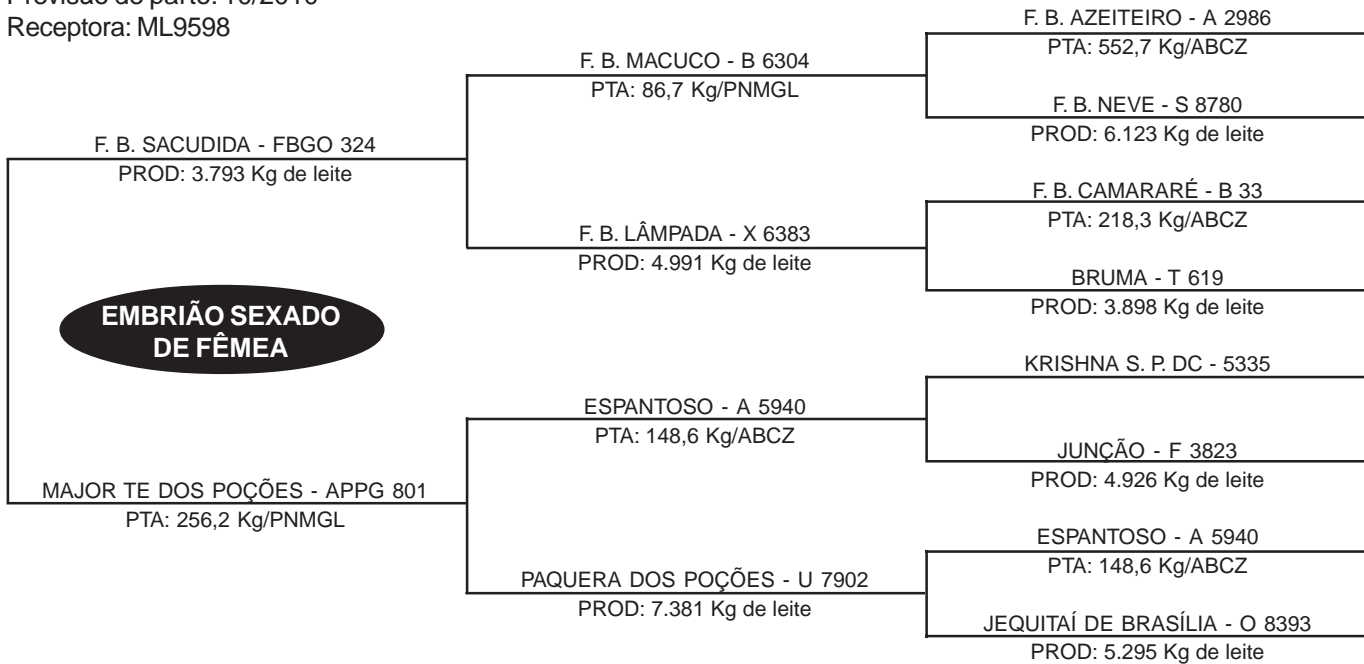 Receptora: ML9598
F. B. SACUDIDA - FBGO 324
PROD: 3.793 Kg de leite
EMBRIÃO SEXADO
DE FÊMEA
MAJOR TE DOS POÇÕES - APPG 801
PTA: 256,2 Kg/PNMGL
F. B. MACUCO - B 6304
PTA: 86,7 Kg/PNMGL
F. B. LÂMPADA - X 6383
PROD: 4.991 Kg de leite
ESPANTOSO - A 5940
PTA: 148,6 Kg/ABCZ
PAQUERA DOS POÇÕES - U 7902
PROD: 7.381 Kg de leite
F. B. AZEITEIRO - A 2986
PTA: 552,7 Kg/ABCZ
F. B. NEVE - S 8780
PROD: 6.123 Kg de leite
F. B. CAMARARÉ - B 33
PTA: 218,3 Kg/ABCZ
BRUMA - T 619
PROD: 3.898 Kg de leite
KRISHNA S. P. DC - 5335
JUNÇÃO - F 3823
PROD: 4.926 Kg de leite
ESPANTOSO - A 5940
PTA: 148,6 Kg/ABCZ
JEQUITAÍ DE BRASÍLIA - O 8393
PROD: 5.295 Kg de leite